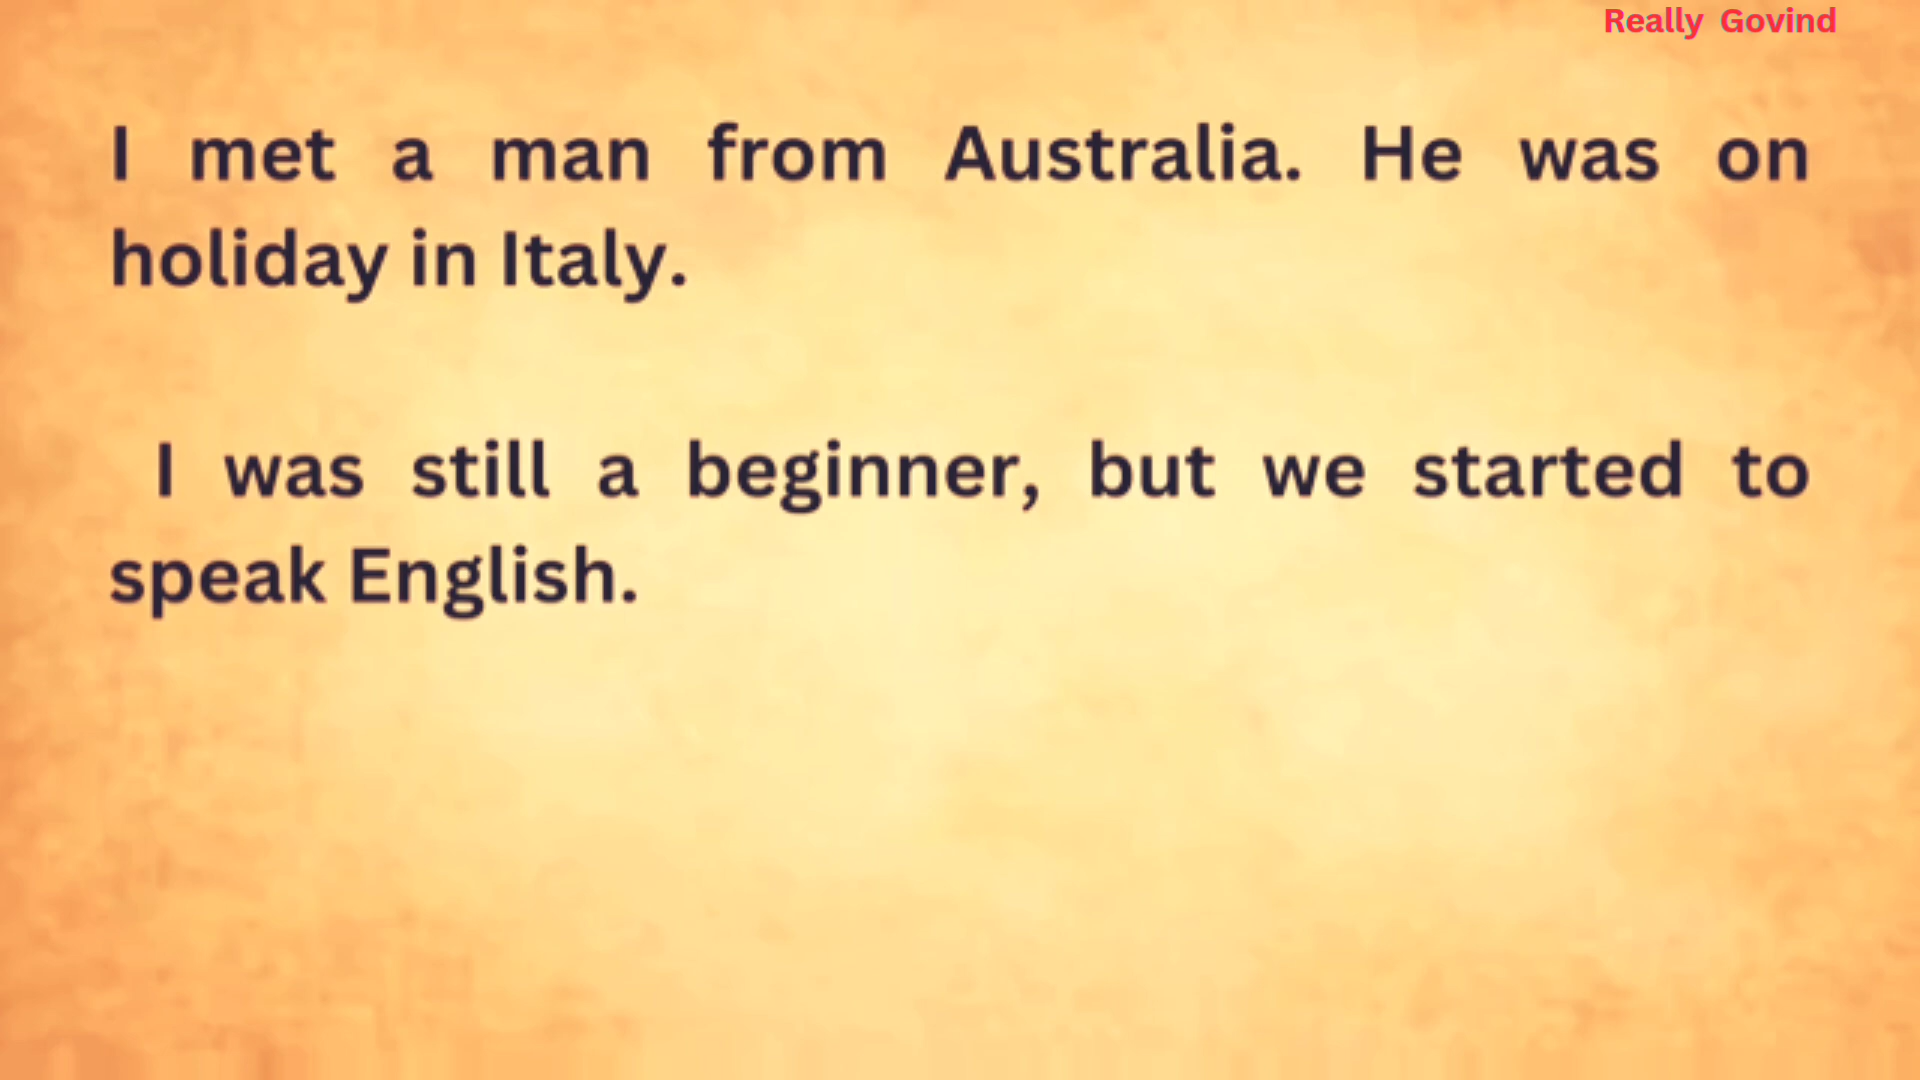 Really Govind
I met a man from Australia. He was on
holiday in Italy.
I was still a beginner, but we started to
speak English.